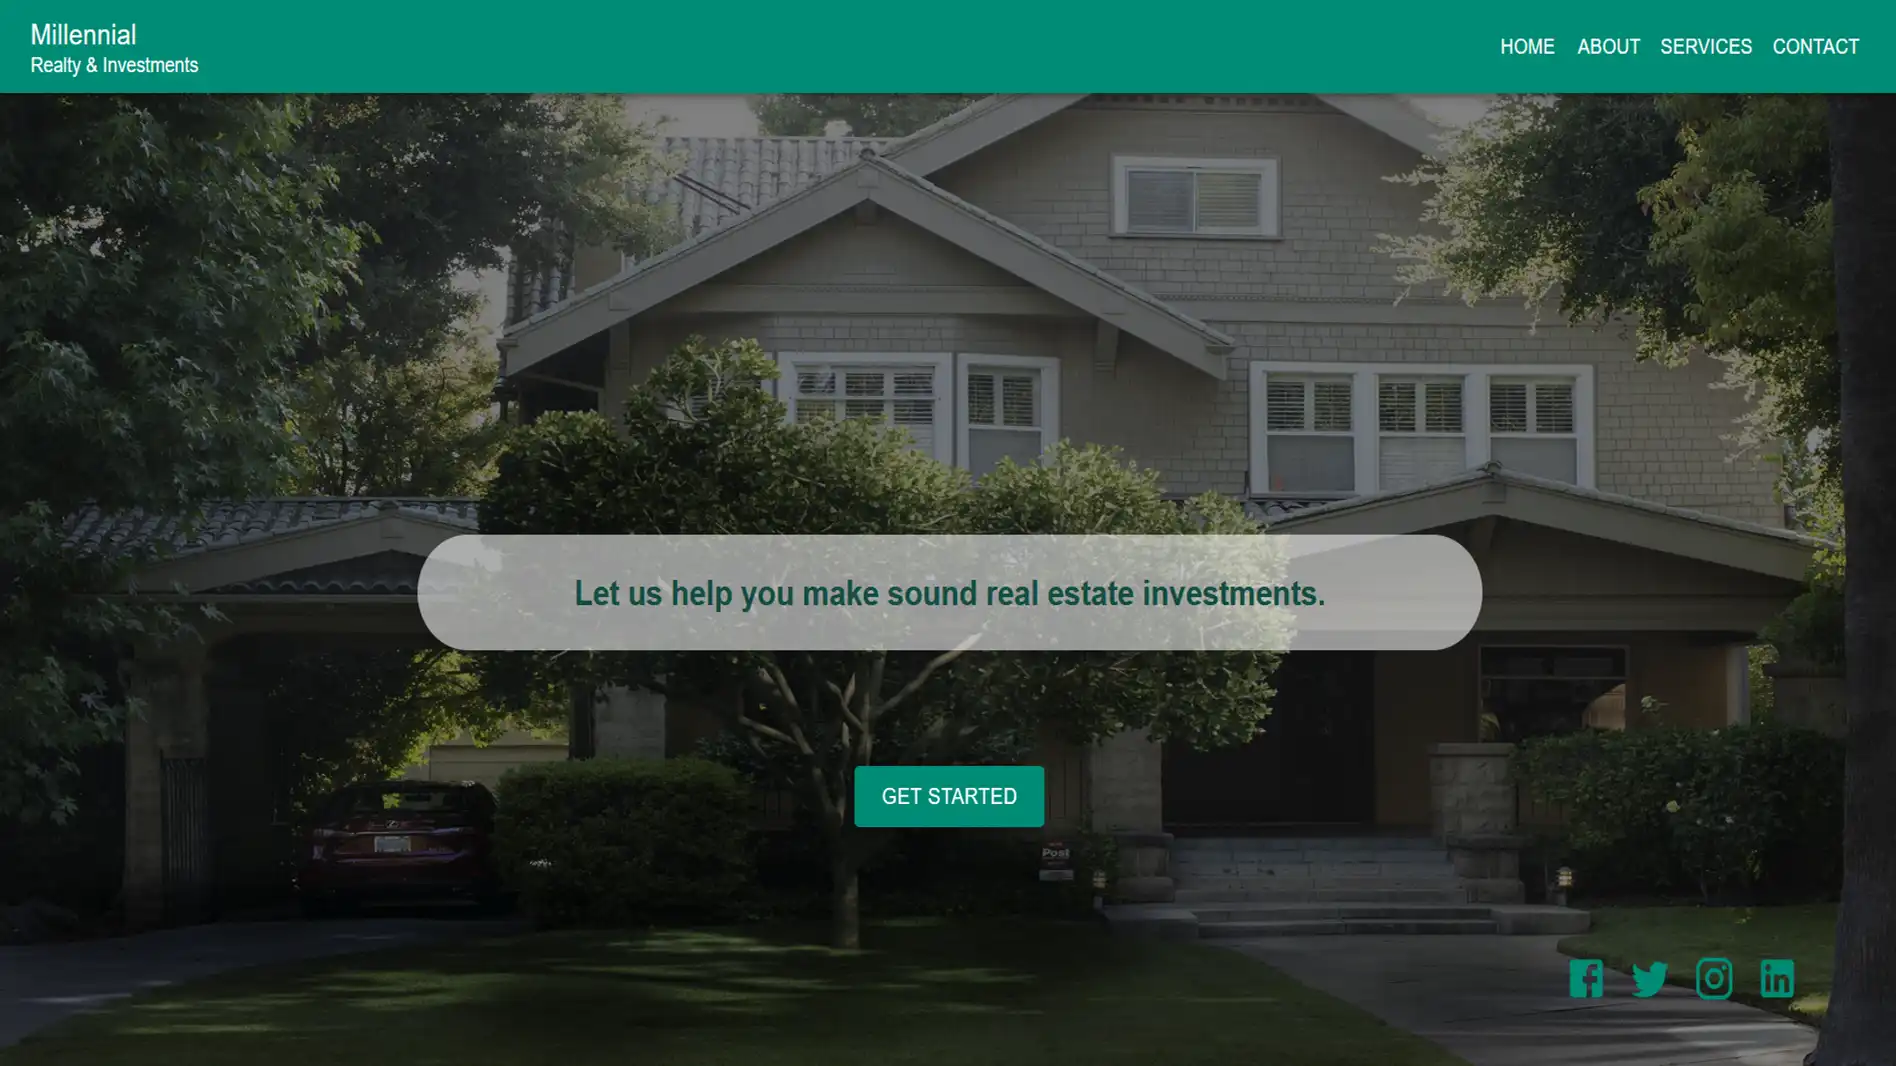 Millennial
Realty & Investments
HOME ABOUT SERVICES CONTACT
Let us help you make sound real estate investments.
GET STARTED
Post